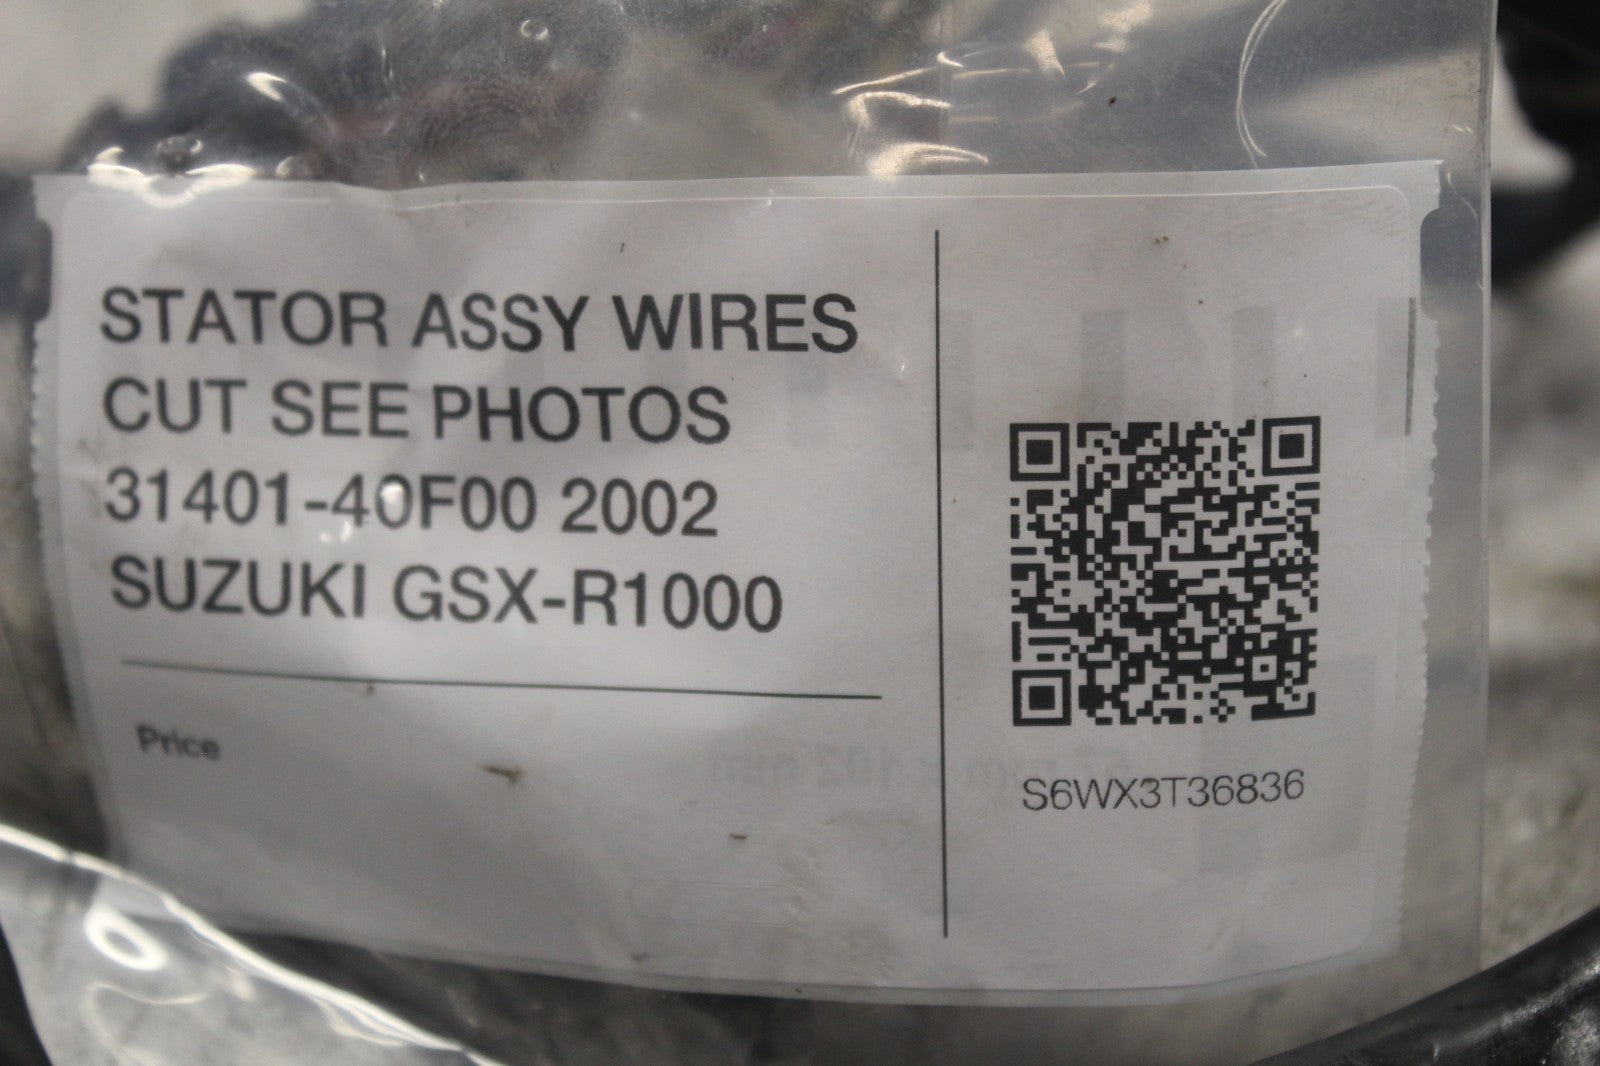 STATOR ASSY WIRES
CUT SEE PHOTOS
31401-40F00 2002
SUZUKI GSX-R1000
Price
S6WX3T36836